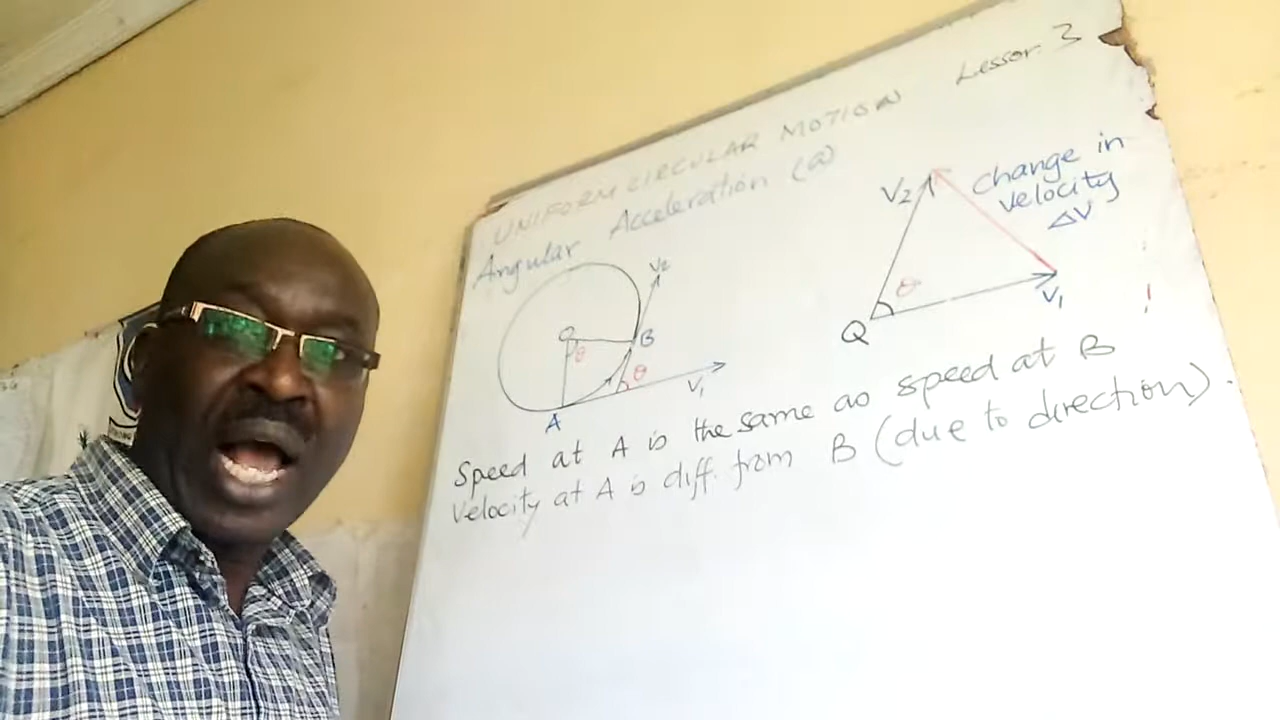 Lesson: 3
UNIFORM CIRCULAR MOTION
Angular Acceleration (a)
V2
O
B
θ
θ
V1
A
V2
change in
velocity
ΔV
θ
V1
Q
Speed at A is the same as speed at B
Velocity at A is diff. from B (due to direction).